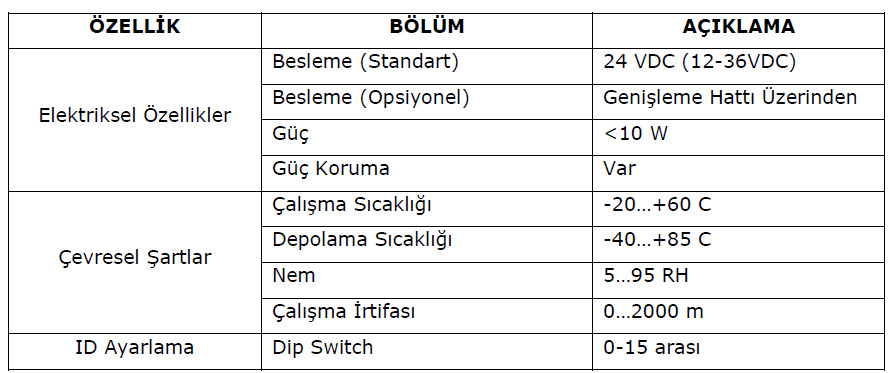 ÖZELLİK BÖLÜM AÇIKLAMA
Elektriksel Özellikler
Besleme (Standart) 24 VDC (12-36VDC)
Besleme (Opsiyonel) Genişleme Hattı Üzerinden
Güç <10 W
Güç Koruma Var
Çevresel Şartlar
Çalışma Sıcaklığı -20…+60 C
Depolama Sıcaklığı -40…+85 C
Nem 5…95 RH
Çalışma İrtifası 0…2000 m
ID Ayarlama Dip Switch 0-15 arası